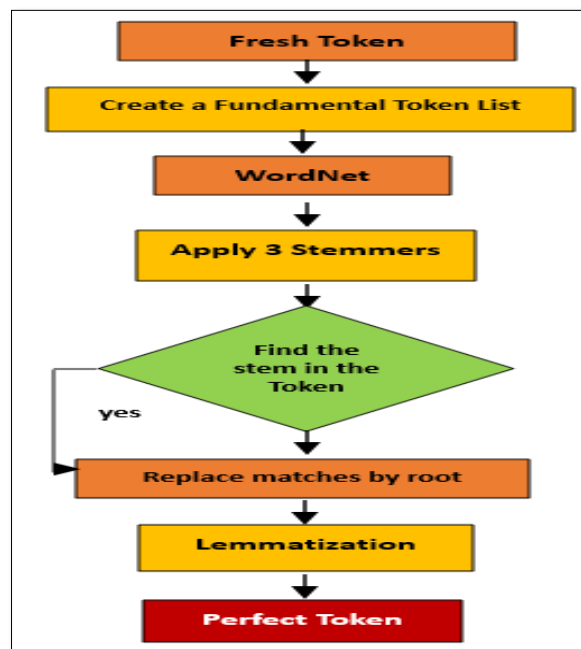 Fresh Token
Create a Fundamental Token List
WordNet
Apply 3 Stemmers
Find the
stem in the
Token
yes
Replace matches by root
Lemmatization
Perfect Token